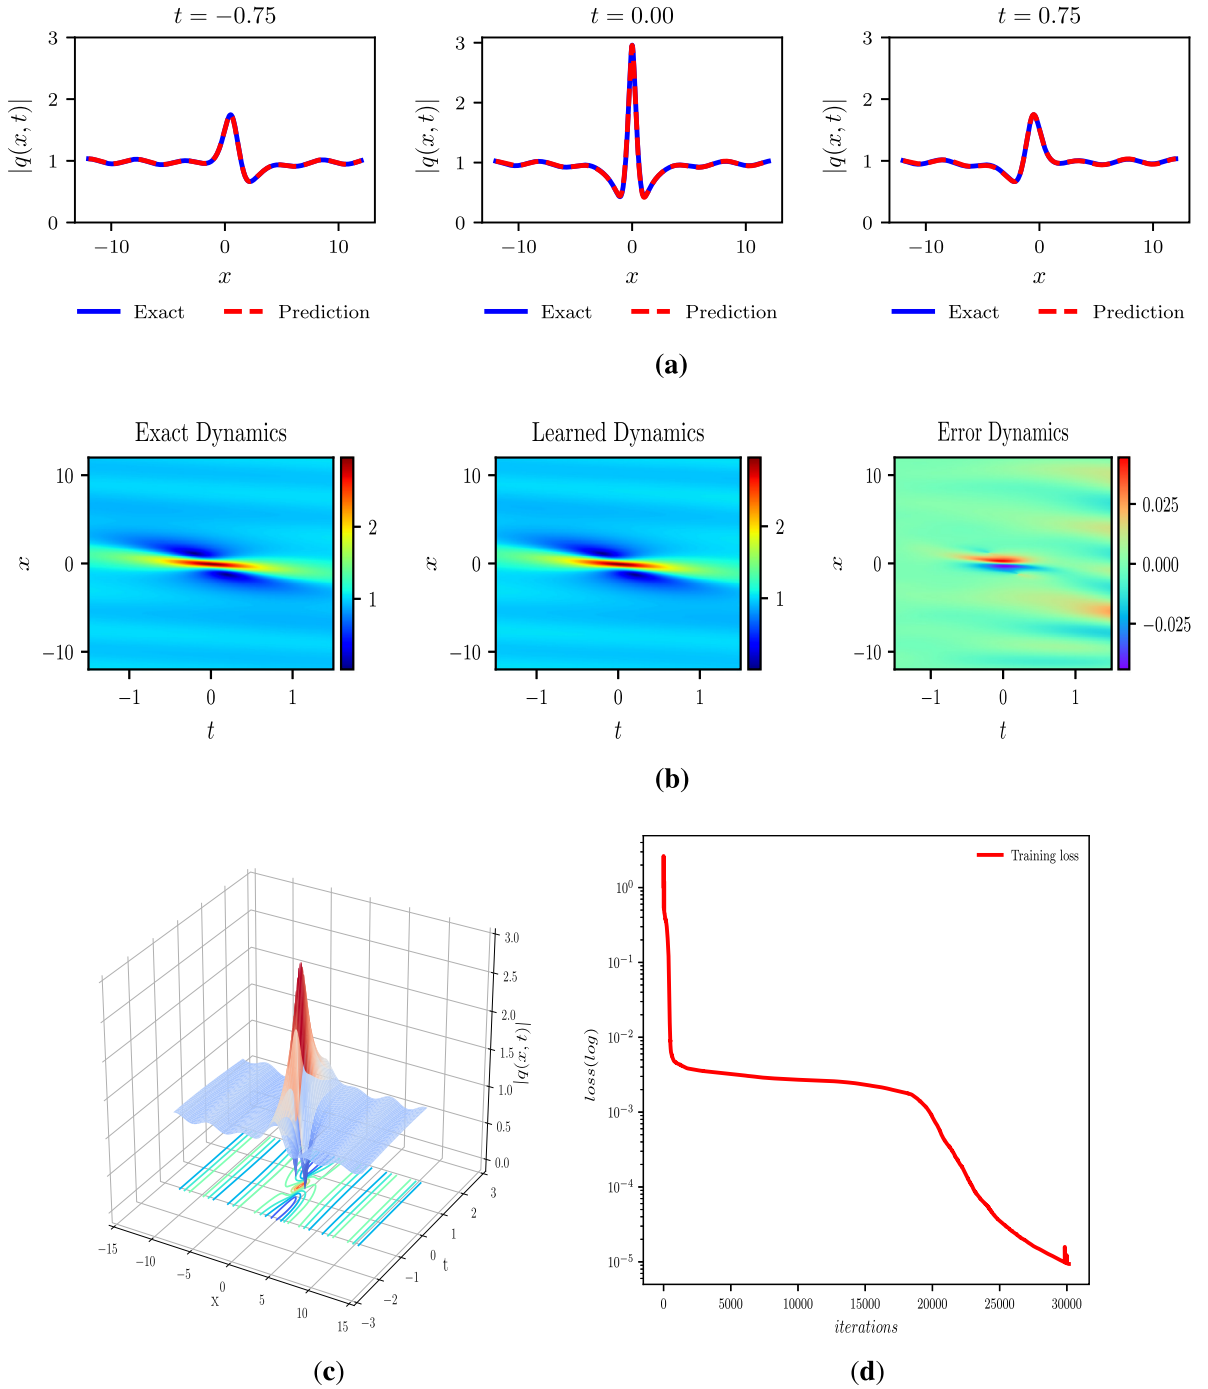 t = −0.75
t = 0.00
t = 0.75
|q(x, t)|
3
2
1
0
−10
0
10
x
|q(x, t)|
3
2
1
0
−10
0
10
x
|q(x, t)|
3
2
1
0
−10
0
10
x
Exact
Prediction
Exact
Prediction
Exact
Prediction
(a)
Exact Dynamics
Learned Dynamics
Error Dynamics
x
10
0
−10
−1
0
1
t
2
1
x
10
0
−10
−1
0
1
t
2
1
x
10
0
−10
−1
0
1
t
0.025
0.000
−0.025
(b)
3.0
2.5
2.0
1.5
1.0
0.5
0.0
|q(x, t)|
−15
−10
−5
0
5
10
15
x
3
2
1
0
−1
−2
−3
t
Training loss
loss(log)
10⁰
10⁻¹
10⁻²
10⁻³
10⁻⁴
10⁻⁵
0
5000
10000
15000
20000
25000
30000
iterations
(c)
(d)